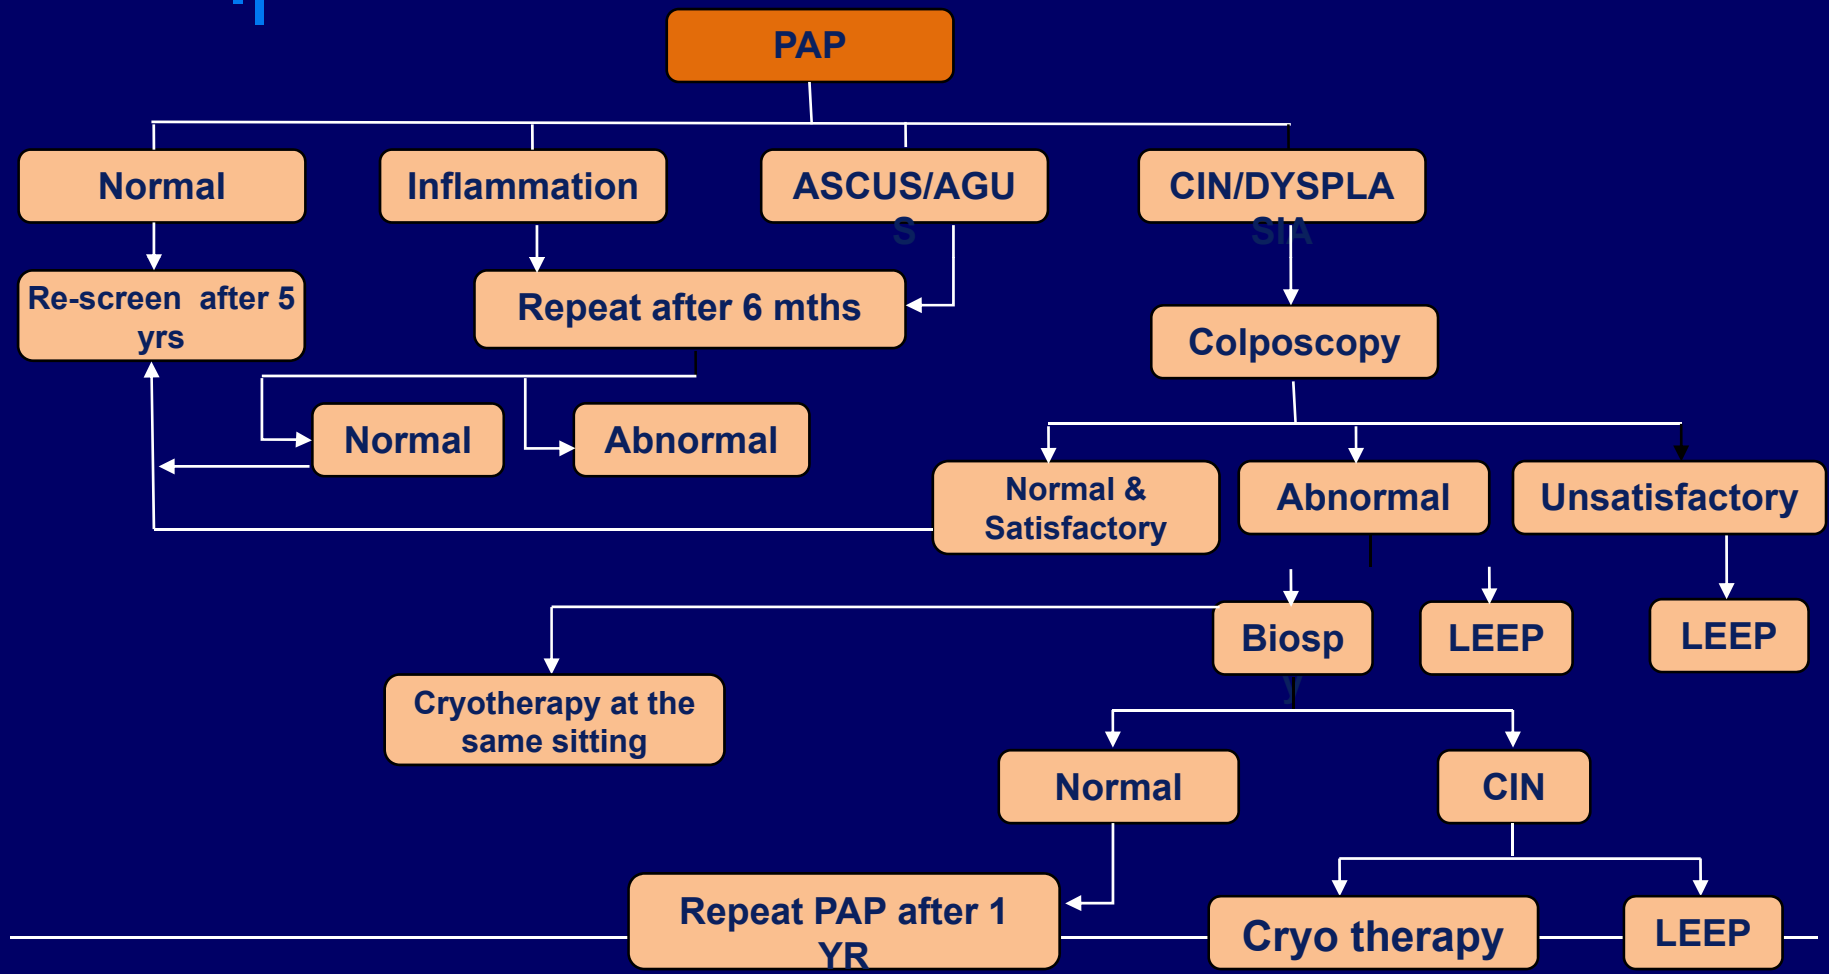 PAP
Normal
Inflammation
ASCUS/AGU
S
CIN/DYSPLA
SIA
Re-screen  after 5
yrs
Repeat after 6 mths
Colposcopy
Normal
Abnormal
Normal &
Satisfactory
Abnormal
Unsatisfactory
Biosp
y
LEEP
LEEP
Cryotherapy at the
same sitting
Normal
CIN
Repeat PAP after 1
YR
Cryo therapy
LEEP